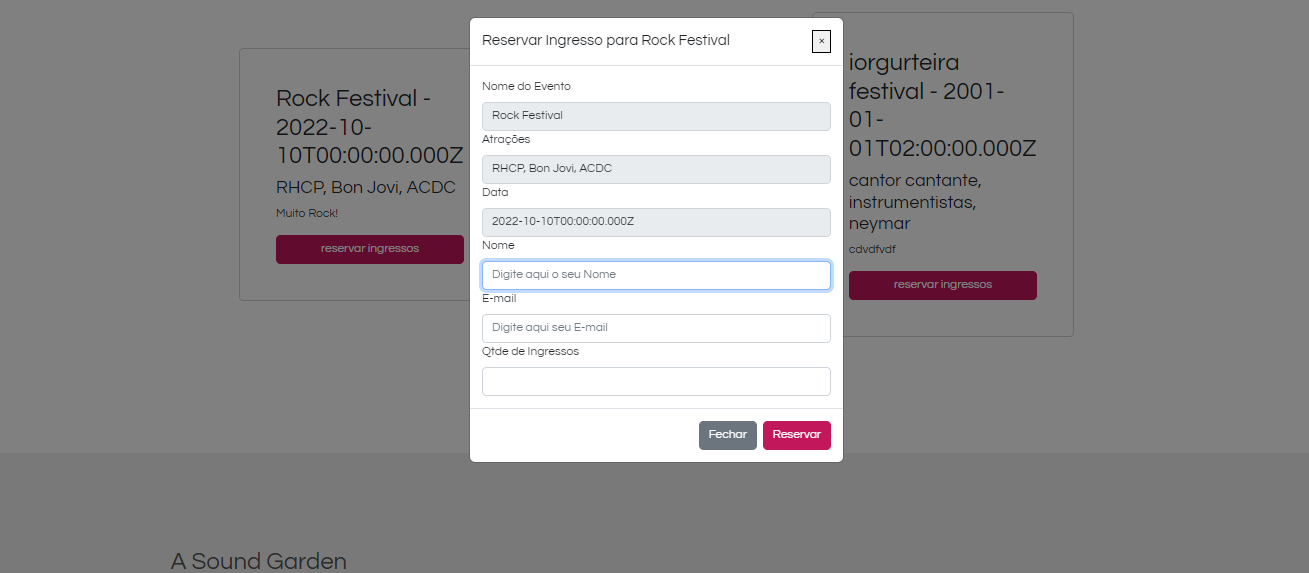 Rock Festival -
2022-10-
10T00:00:00.000Z
RHCP, Bon Jovi, ACDC
Muito Rock!
reservar ingressos
Reservar Ingresso para Rock Festival
×
Nome do Evento
Rock Festival
Atrações
RHCP, Bon Jovi, ACDC
Data
2022-10-10T00:00:00.000Z
Nome
Digite aqui o seu Nome
E-mail
Digite aqui seu E-mail
Qtde de Ingressos
Fechar
Reservar
iorgurteira
festival - 2001-
01-
01T02:00:00.000Z
cantor cantante,
instrumentistas,
neymar
cdvdfvdf
reservar ingressos
A Sound Garden